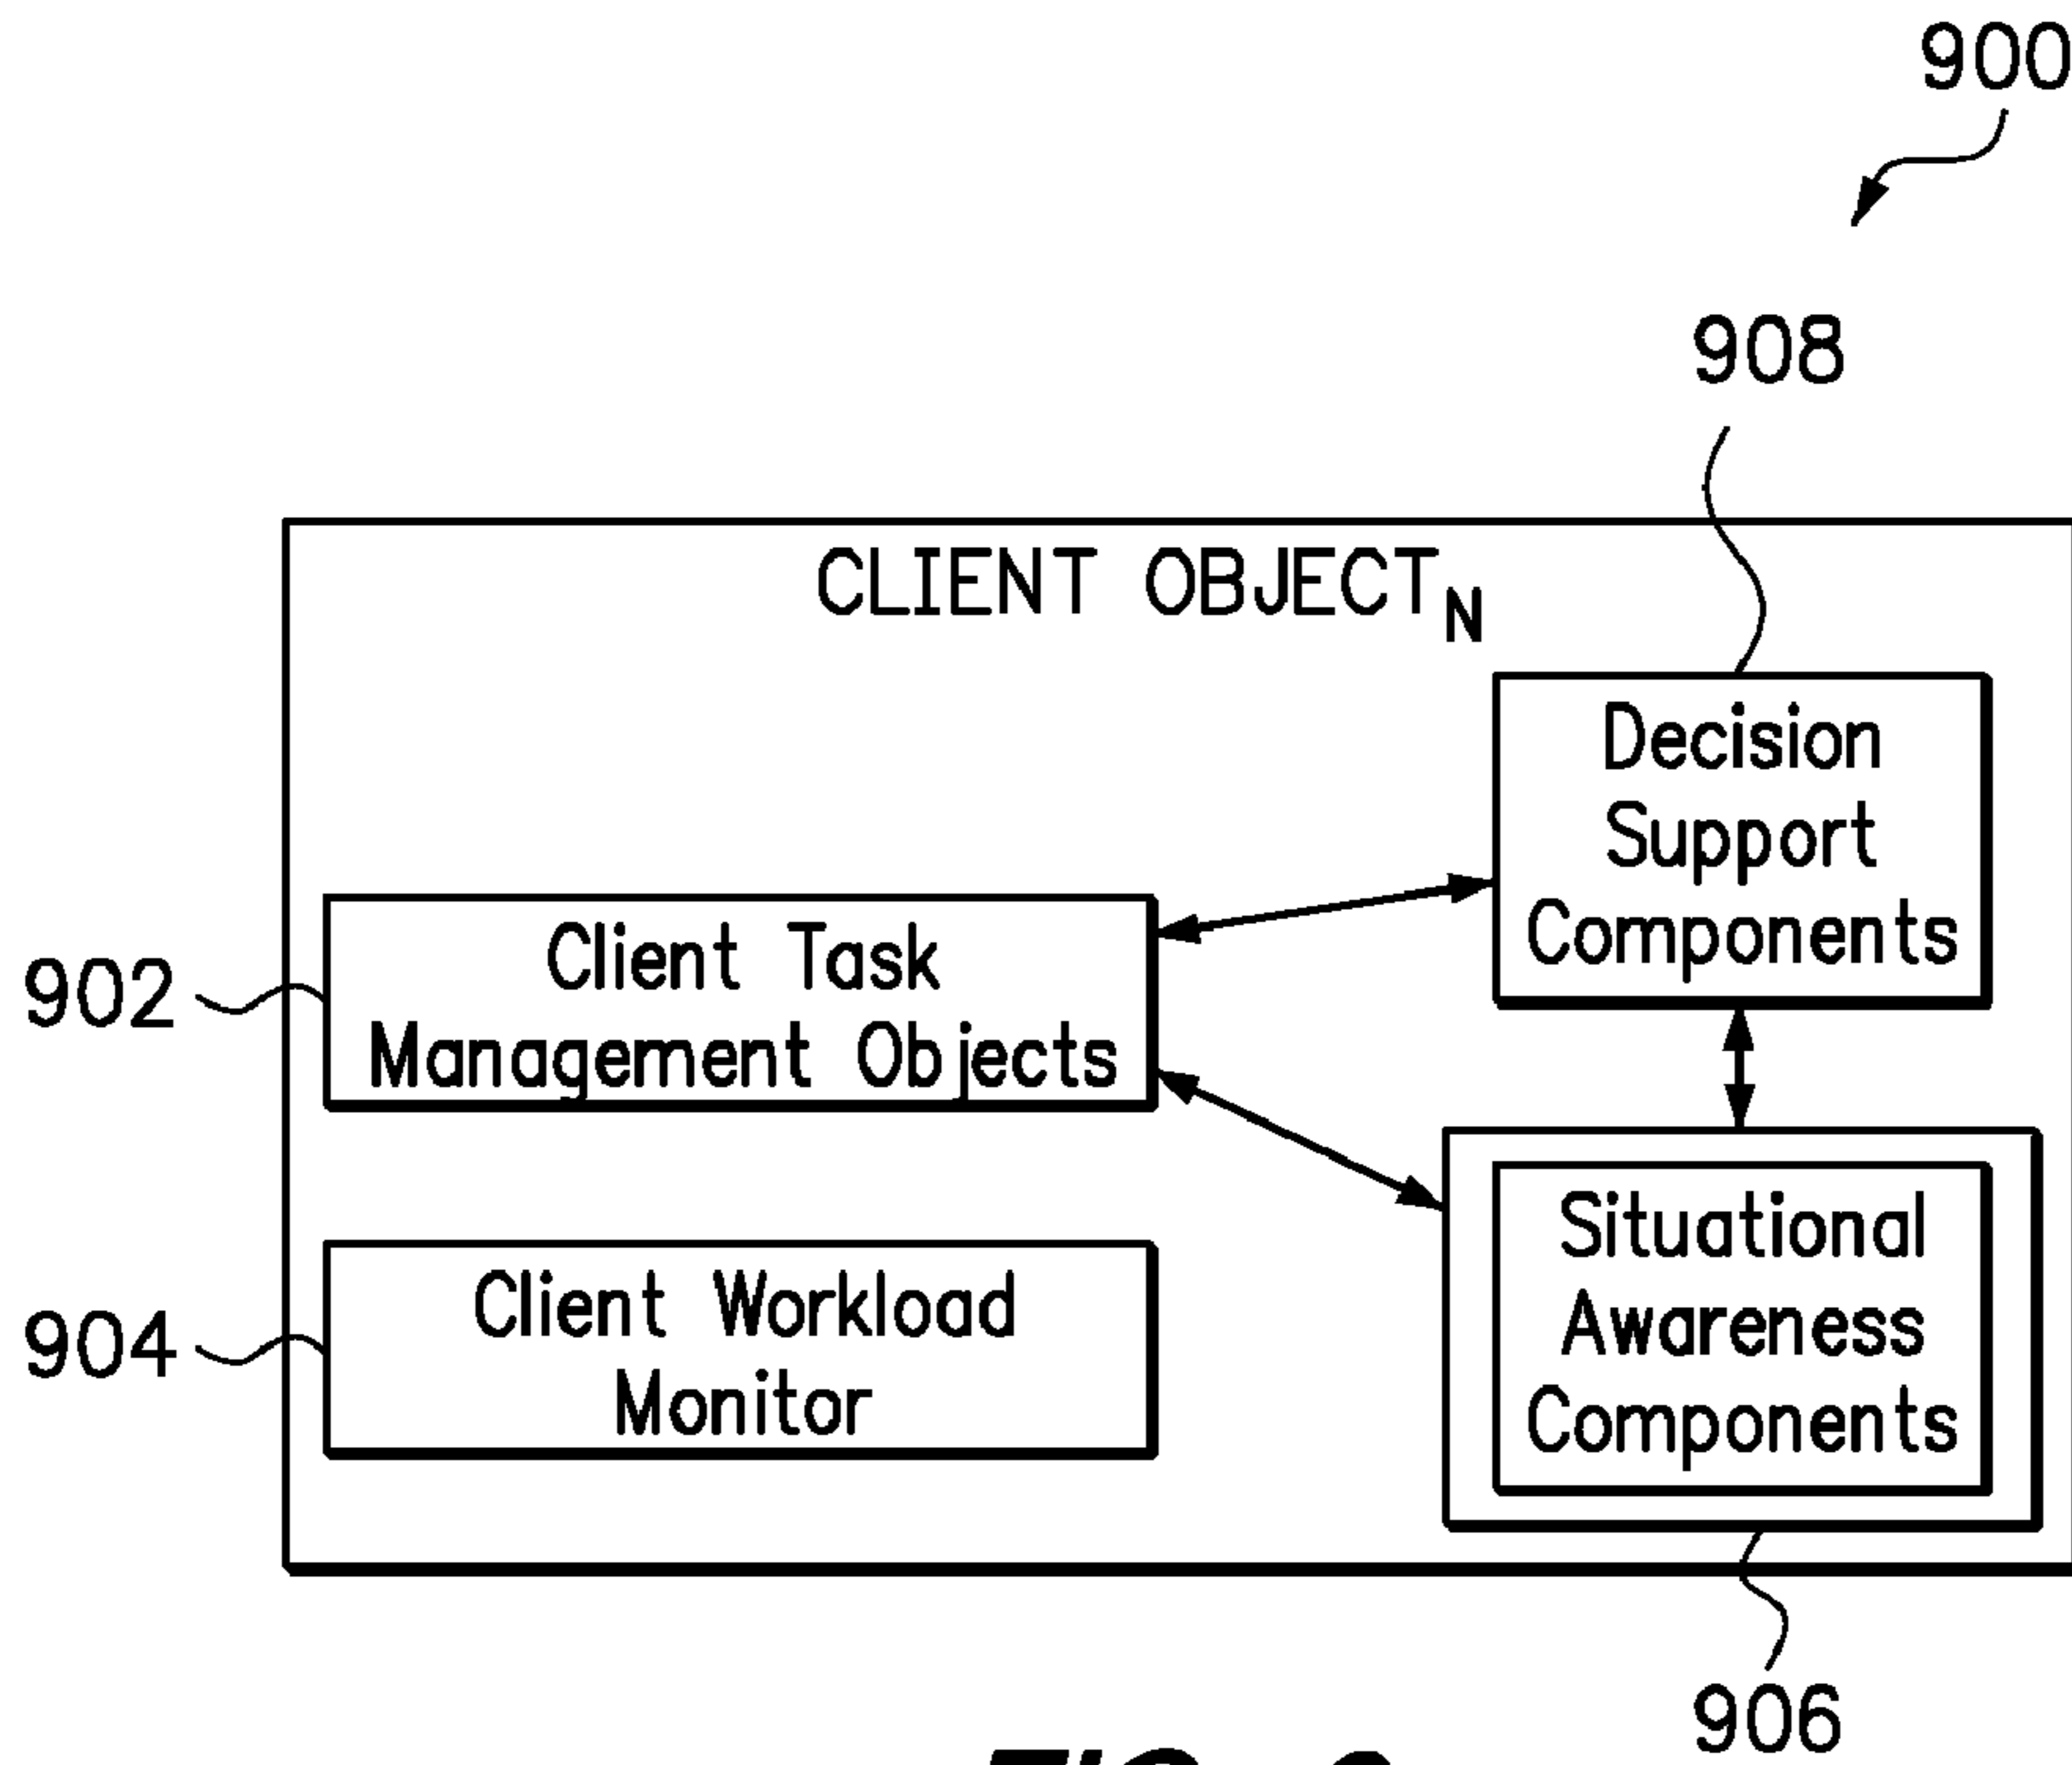 900
908
CLIENT OBJECT N
Decision
Support
Components
Client Task
Management Objects
902
Situational
Awareness
Components
Client Workload
Monitor
904
906